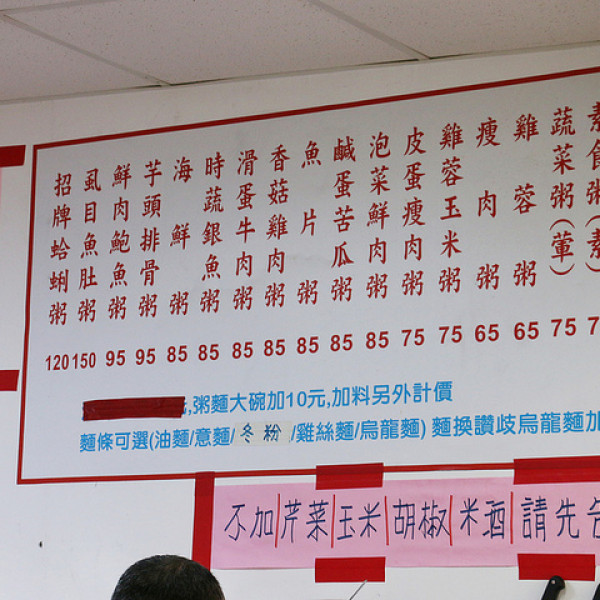 招牌蛤蜊粥 120
虱目魚肚粥 150
鮮肉鮑魚粥 95
芋頭排骨粥 95
海鮮粥 85
時蔬銀魚粥 85
滑蛋牛肉粥 85
香菇雞肉粥 85
魚片粥 85
鹹蛋苦瓜粥 85
泡菜鮮肉粥 85
皮蛋瘦肉粥 75
雞蓉玉米粥 75
瘦肉粥 65
雞蓉粥 65
蔬菜粥(葷) 75
素食粥(素) 7
,粥麵大碗加10元,加料另外計價
麵條可選(油麵/意麵/冬粉/雞絲麵/烏龍麵) 麵換讚歧烏龍麵加
不加芹菜玉米胡椒米酒請先告